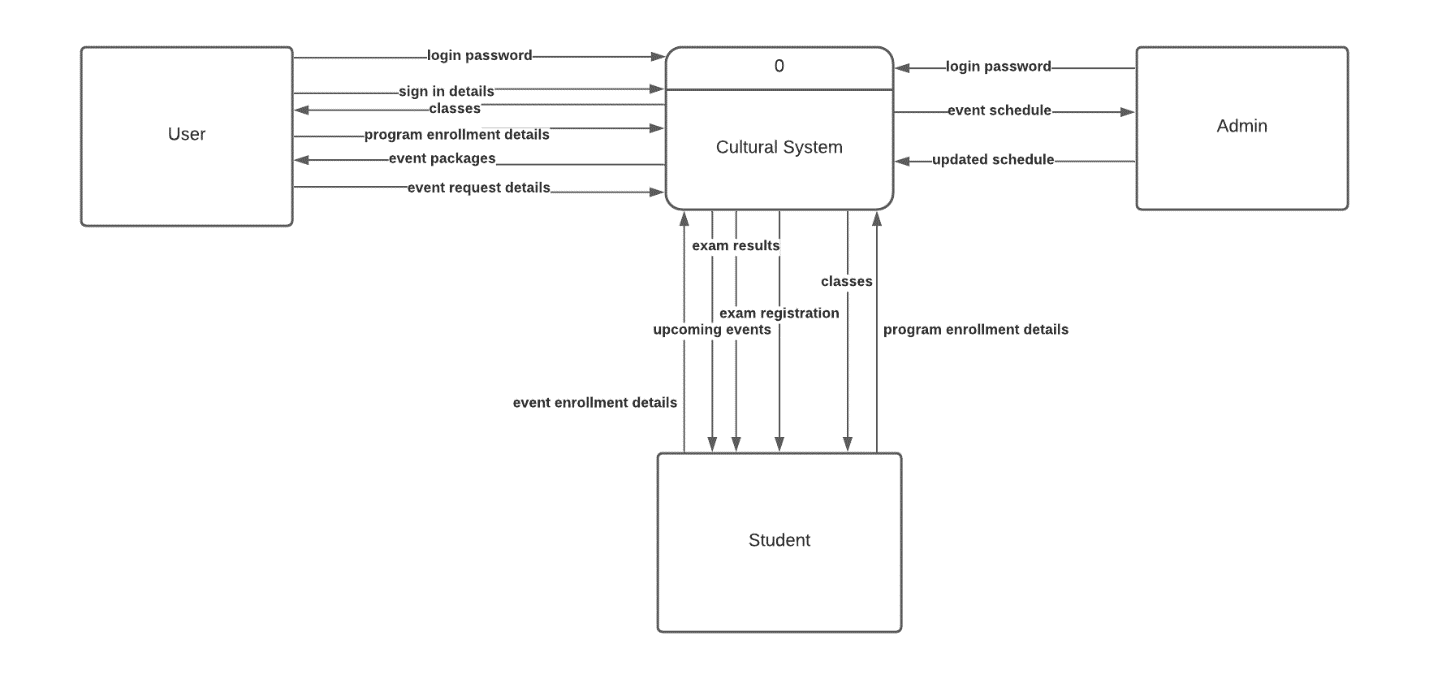 login password
0
login password
sign in details
classes
event schedule
User
program enrollment details
Cultural System
Admin
event packages
updated schedule
event request details
exam results
classes
exam registration
upcoming events
program enrollment details
event enrollment details
Student